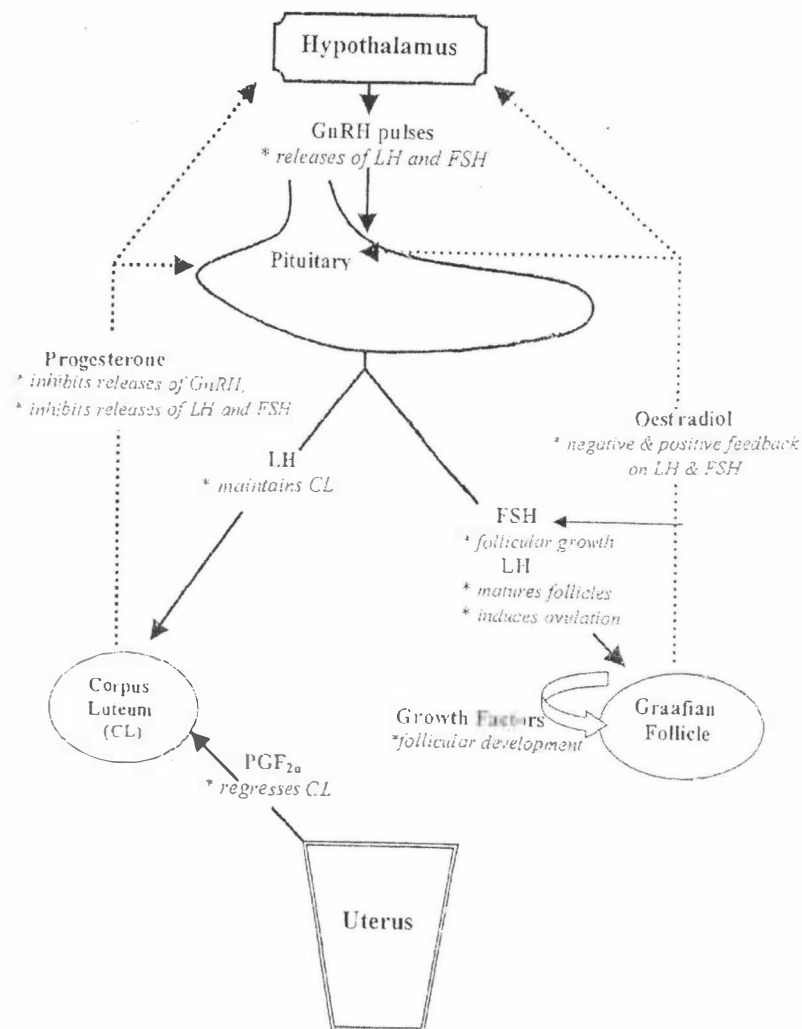 Hypothalamus
GnRH pulses
* releases of LH and FSH
Pituitary
Progesterone
* inhibits releases of GnRH,
* inhibits releases of LH and FSH
Oestradiol
* negative & positive feedback
on LH & FSH
LH
* maintains CL
FSH
* follicular growth
LH
* matures follicles
* induces ovulation
Corpus
Luteum
(CL)
Growth Factors
*follicular development
Graafian
Follicle
PGF₂α
* regresses CL
Uterus